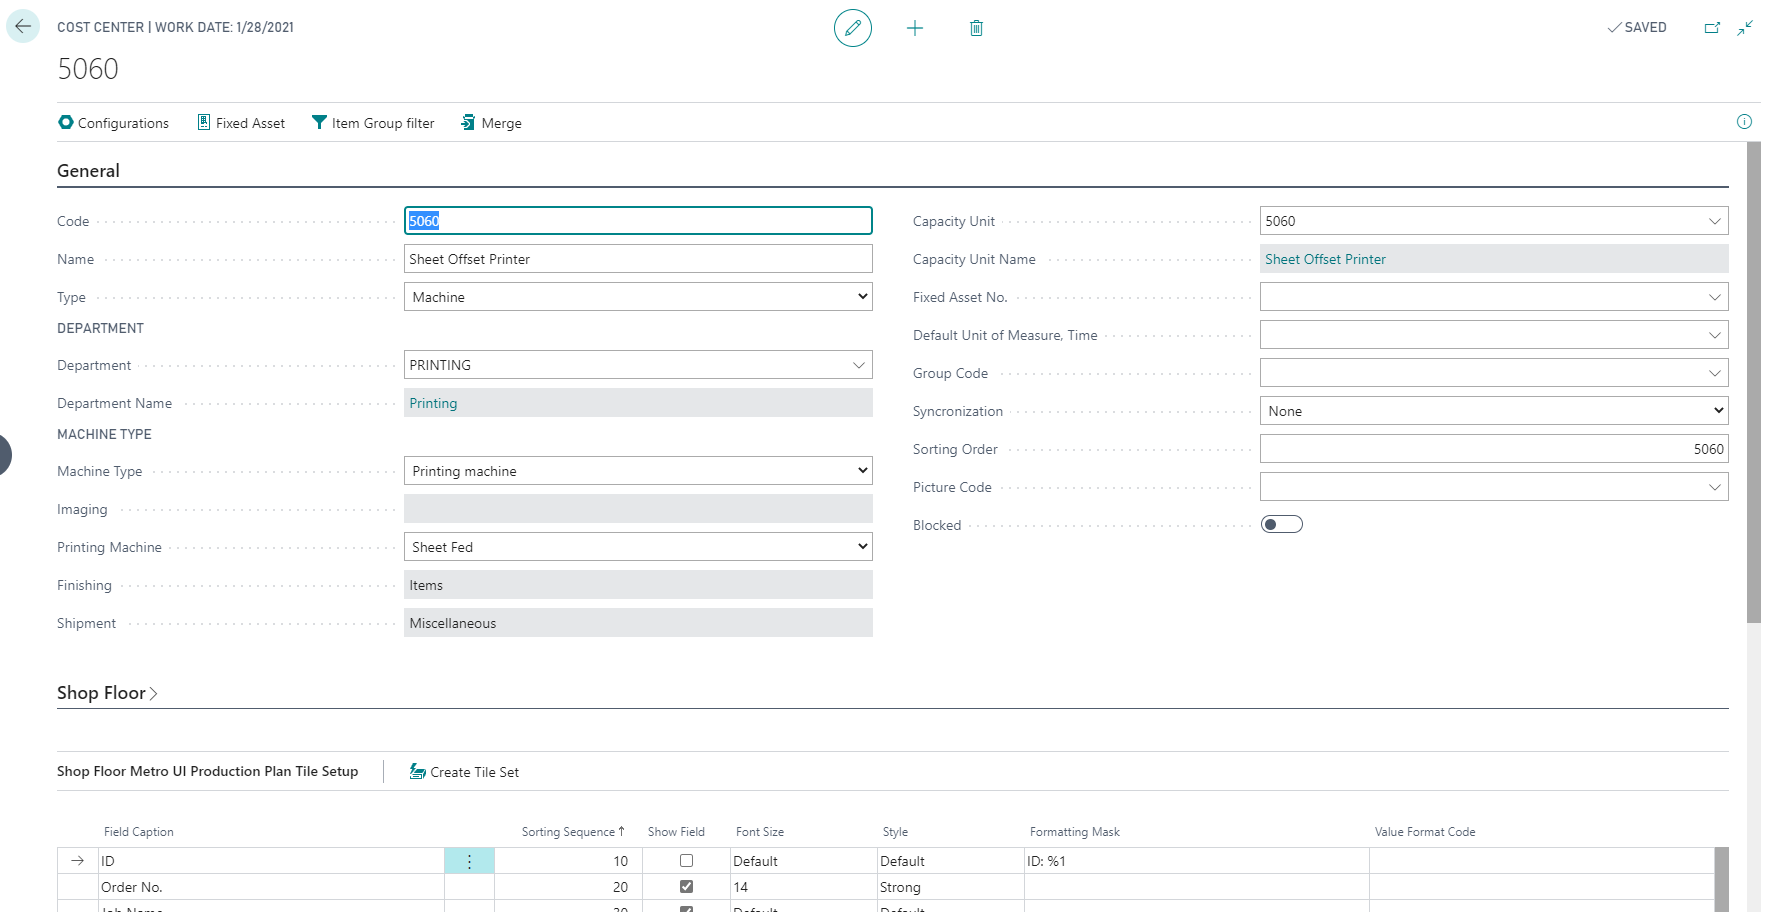 COST CENTER | WORK DATE: 1/28/2021
SAVED
5060
Configurations Fixed Asset Item Group filter Merge
General
Code 5060 Capacity Unit 5060
Name Sheet Offset Printer Capacity Unit Name Sheet Offset Printer
Type Machine Fixed Asset No.
DEPARTMENT
Default Unit of Measure, Time
Department PRINTING Group Code
Department Name Printing Syncronization None
MACHINE TYPE
Sorting Order 5060
Machine Type Printing machine Picture Code
Imaging Blocked
Printing Machine Sheet Fed
Finishing Items
Shipment Miscellaneous
Shop Floor
Shop Floor Metro UI Production Plan Tile Setup Create Tile Set
Field Caption Sorting Sequence Show Field Font Size Style Formatting Mask Value Format Code
ID 10 Default Default ID: %1
Order No. 20 14 Strong
Job Name 30 Default Default